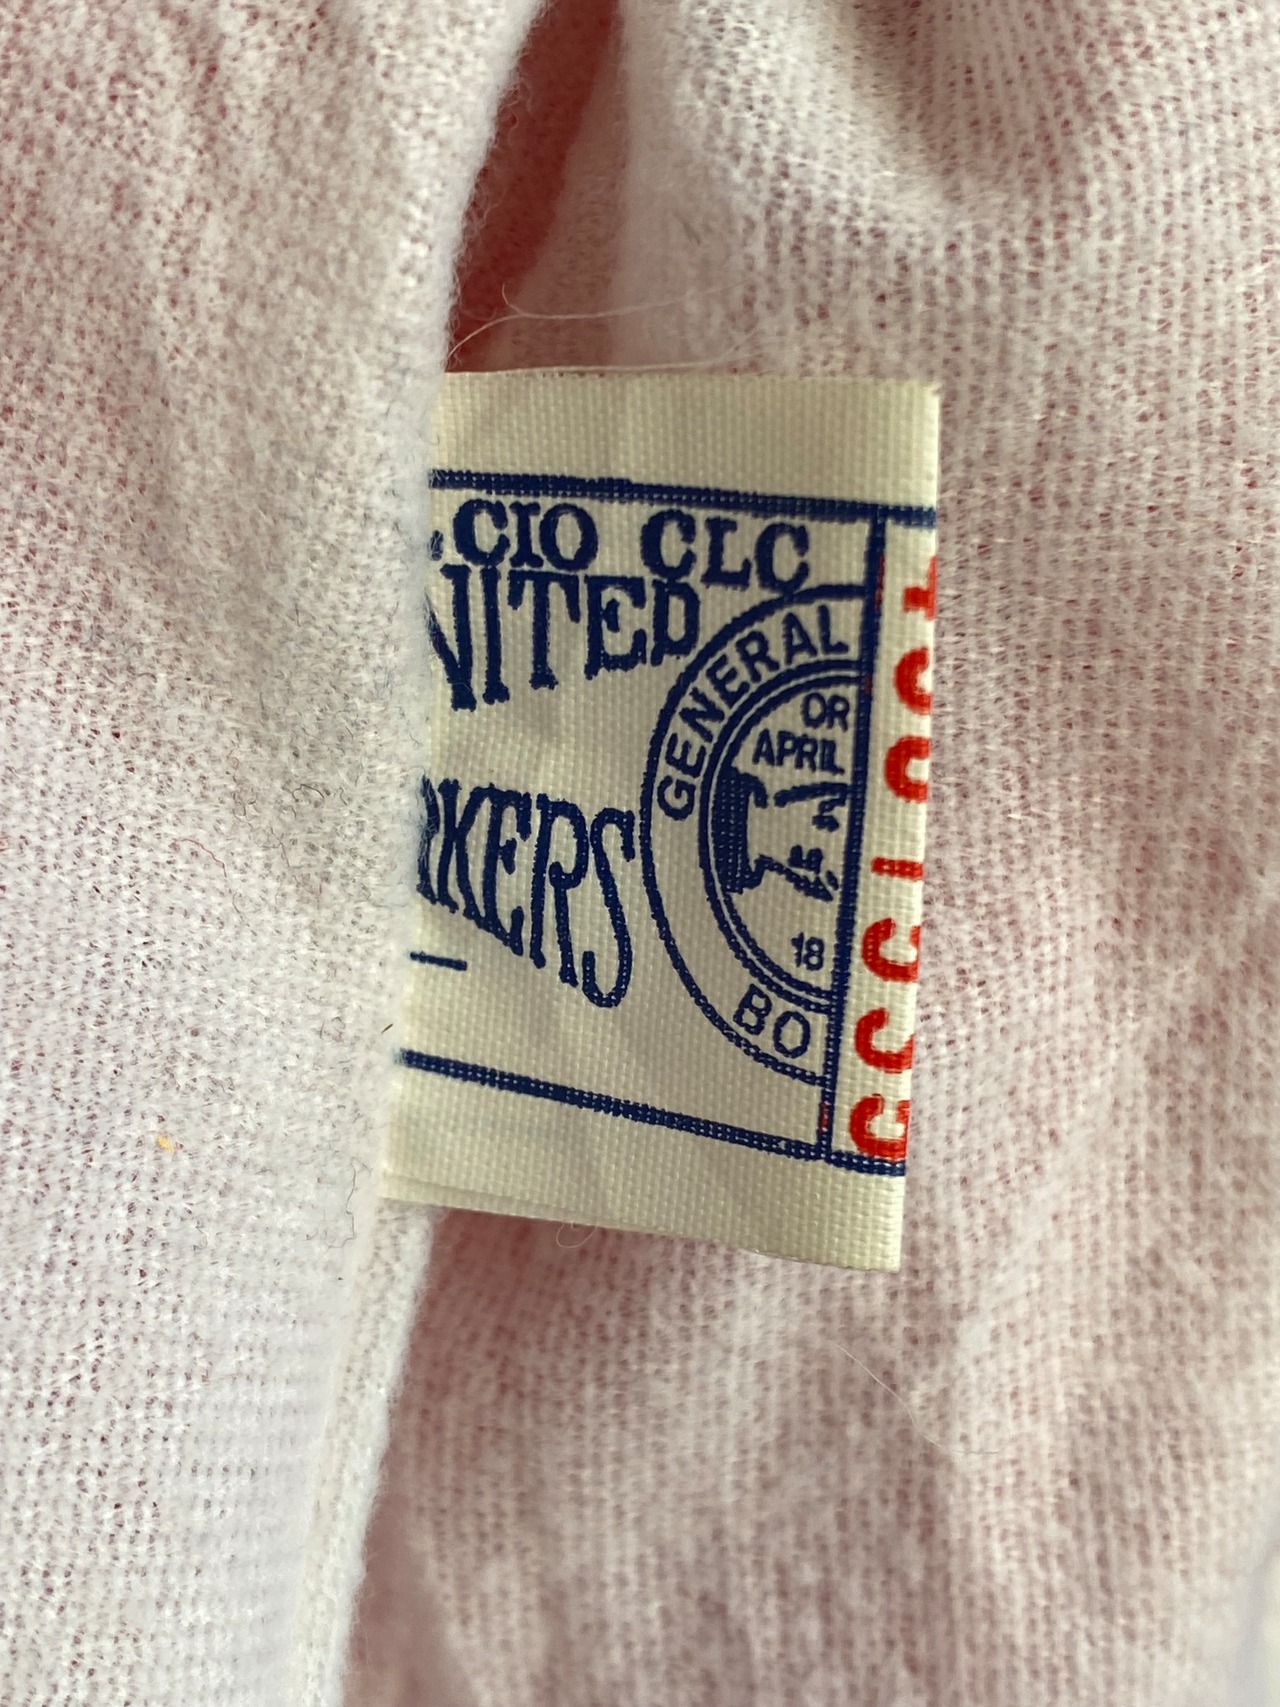 CIO CLC
NITED
RKERS
GENERAL
OR
APRIL
18
BO